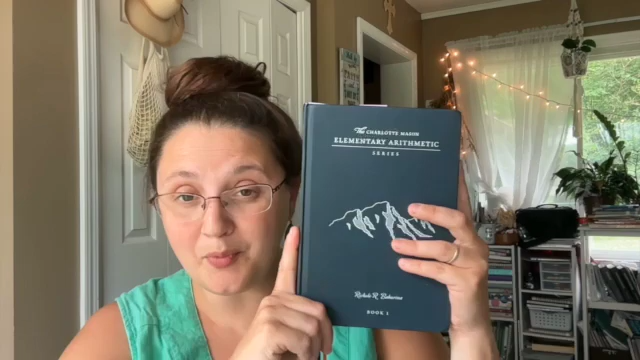 The CHARLOTTE MASON
ELEMENTARY ARITHMETIC
SERIES
BOOK 1